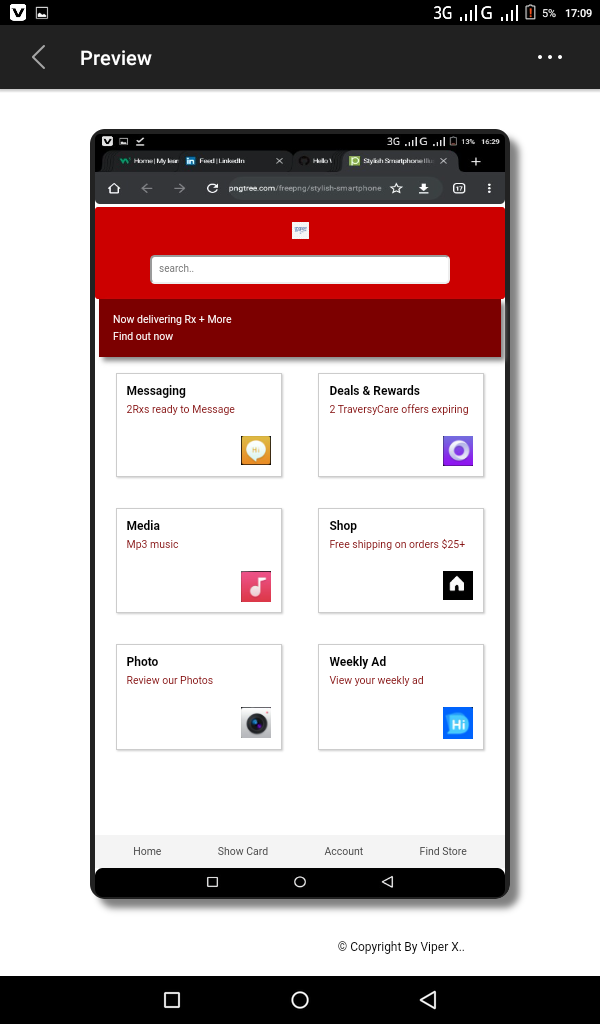 3G G 5% 17:09
Preview
3G G 13% 16:29
Home | My lear Feed | LinkedIn Hello Stylish Smartphone
pngtree.com/freepng/stylish-smartphone 17
search..
Now delivering Rx + More
Find out now
Messaging
2Rxs ready to Message
Hi
Deals & Rewards
2 TraversyCare offers expiring
Media
Mp3 music
Shop
Free shipping on orders $25+
Photo
Review our Photos
Weekly Ad
View your weekly ad
Hi
Home Show Card Account Find Store
© Copyright By Viper X..